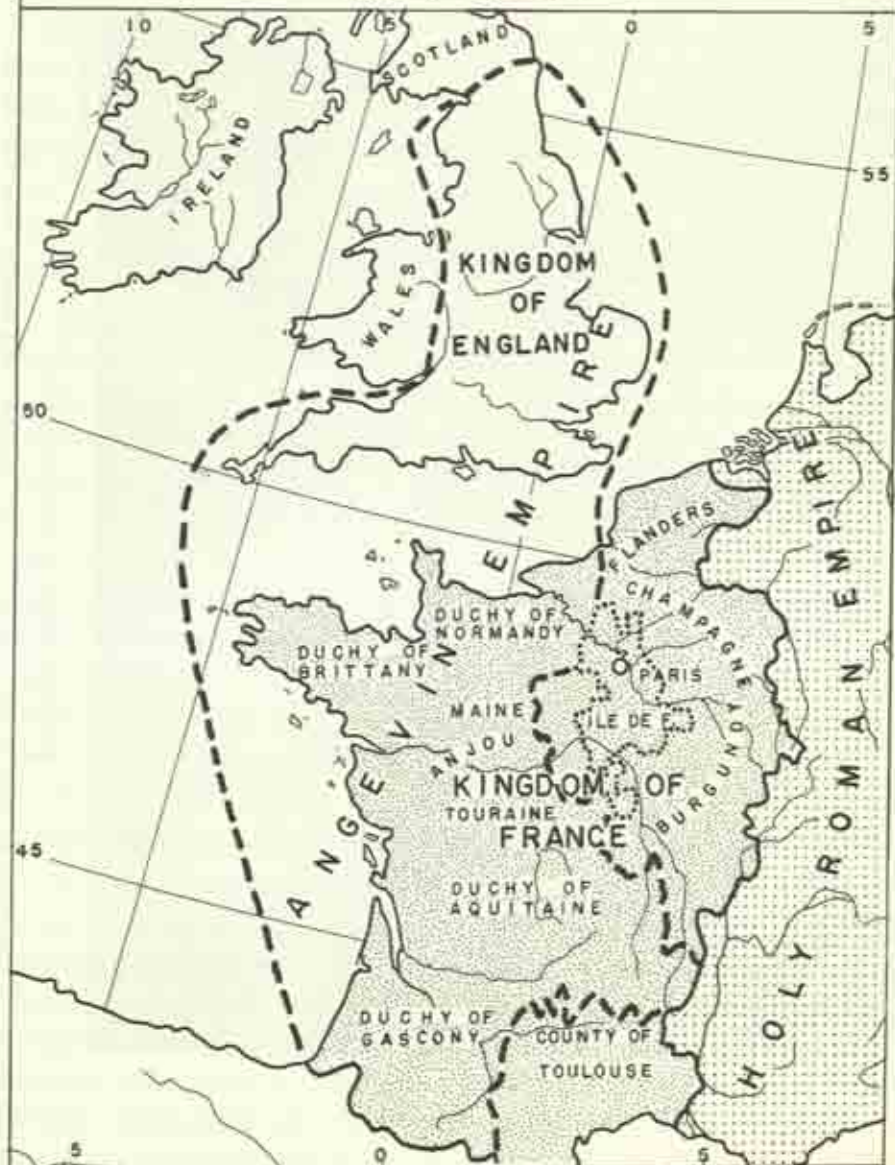 10
5
0
5
SCOTLAND
IRELAND
55
KINGDOM
OF
ENGLAND
WALES
50
ANGEVIN EMPIRE
HOLY ROMAN EMPIRE
FLANDERS
CHAMPAGNE
DUCHY OF
NORMANDY
DUCHY OF
BRITTANY
PARIS
MAINE
ILE DE F.
ANJOU
BURGUNDY
KINGDOM OF
FRANCE
TOURAINE
45
DUCHY OF
AQUITAINE
DUCHY OF
GASCONY
COUNTY OF
TOULOUSE
5
0
5